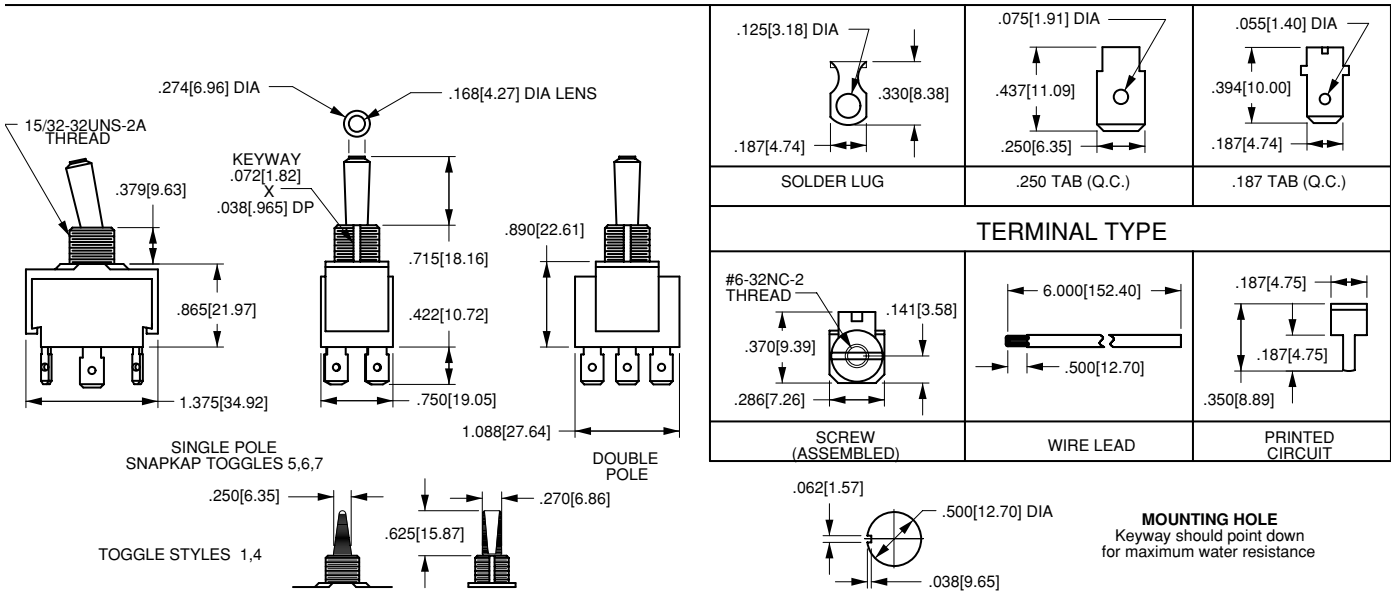 .274[6.96] DIA
.168[4.27] DIA LENS
15/32-32UNS-2A
THREAD
.379[9.63]
KEYWAY
.072[1.82]
X
.038[.965] DP
.715[18.16]
.890[22.61]
.865[21.97]
.422[10.72]
1.375[34.92]
.750[19.05]
1.088[27.64]
SINGLE POLE
SNAPKAP TOGGLES 5,6,7
DOUBLE
POLE
.250[6.35]
.270[6.86]
.625[15.87]
TOGGLE STYLES 1,4
.125[3.18] DIA
.330[8.38]
.187[4.74]
SOLDER LUG
.075[1.91] DIA
.437[11.09]
.250[6.35]
.250 TAB (Q.C.)
.055[1.40] DIA
.394[10.00]
.187[4.74]
.187 TAB (Q.C.)
TERMINAL TYPE
#6-32NC-2
THREAD
.141[3.58]
.370[9.39]
.286[7.26]
SCREW
(ASSEMBLED)
6.000[152.40]
.500[12.70]
WIRE LEAD
.187[4.75]
.187[4.75]
.350[8.89]
PRINTED
CIRCUIT
.062[1.57]
.500[12.70] DIA
.038[9.65]
MOUNTING HOLE
Keyway should point down
for maximum water resistance